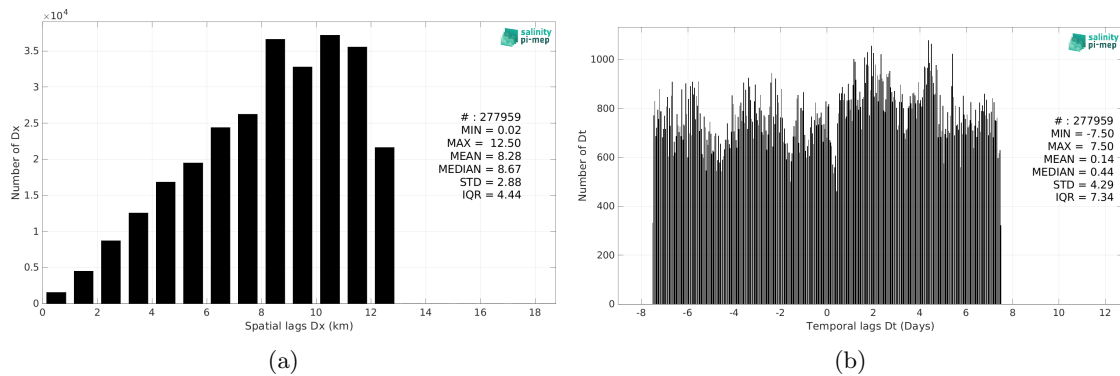 ×10⁴
3.5
3
2.5
2
1.5
1
0.5
0
Number of Dx
0 2 4 6 8 10 12 14 16 18
Spatial lags Dx (km)
salinity
pi-mep
# : 277959
MIN = 0.02
MAX = 12.50
MEAN = 8.28
MEDIAN = 8.67
STD = 2.88
IQR = 4.44
(a)
1000
800
600
400
200
0
Number of Dt
-8 -6 -4 -2 0 2 4 6 8 10 12
Temporal lags Dt (Days)
salinity
pi-mep
# : 277959
MIN = -7.50
MAX = 7.50
MEAN = 0.14
MEDIAN = 0.44
STD = 4.29
IQR = 7.34
(b)